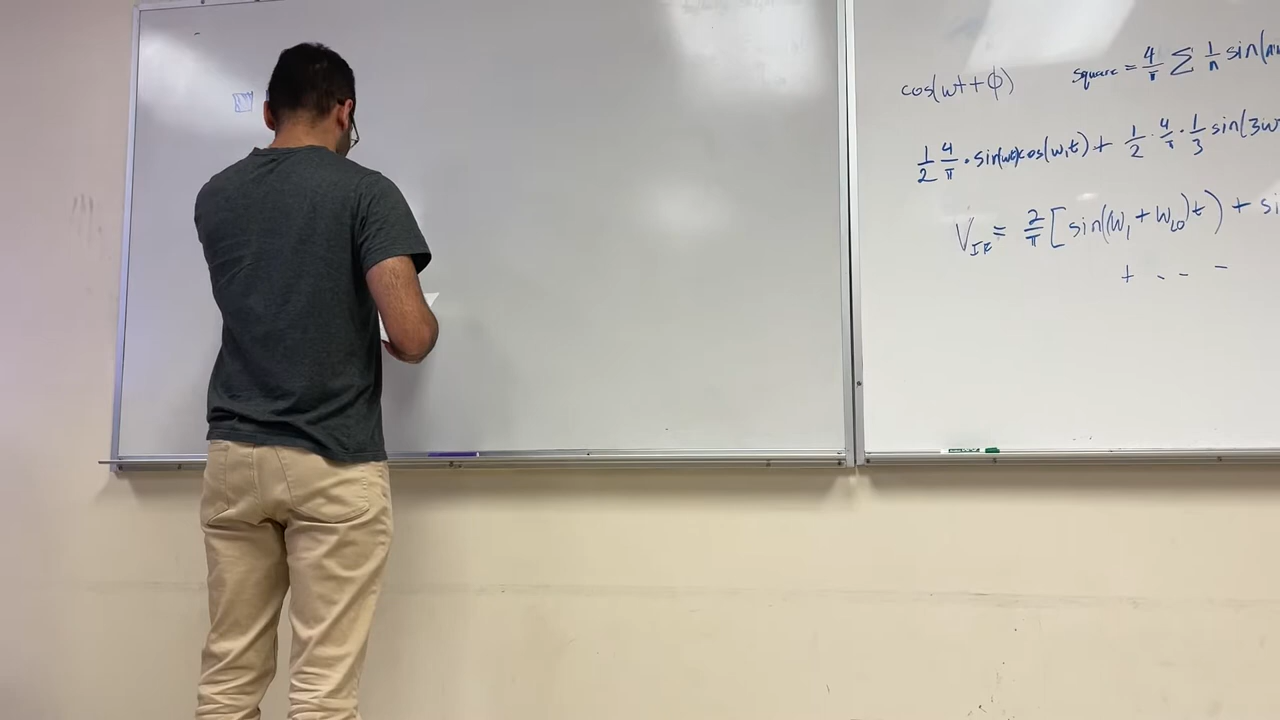 cos(ωt + ϕ)
Square = 4/π ∑ 1/n sin(n
1/2 4/π · sin(ωt)cos(ω₁t) + 1/2 · 4/π · 1/3 sin(3ω
V_IF = 2/π [ sin((ω₁ + ω_LO)t) + si
+ . - -